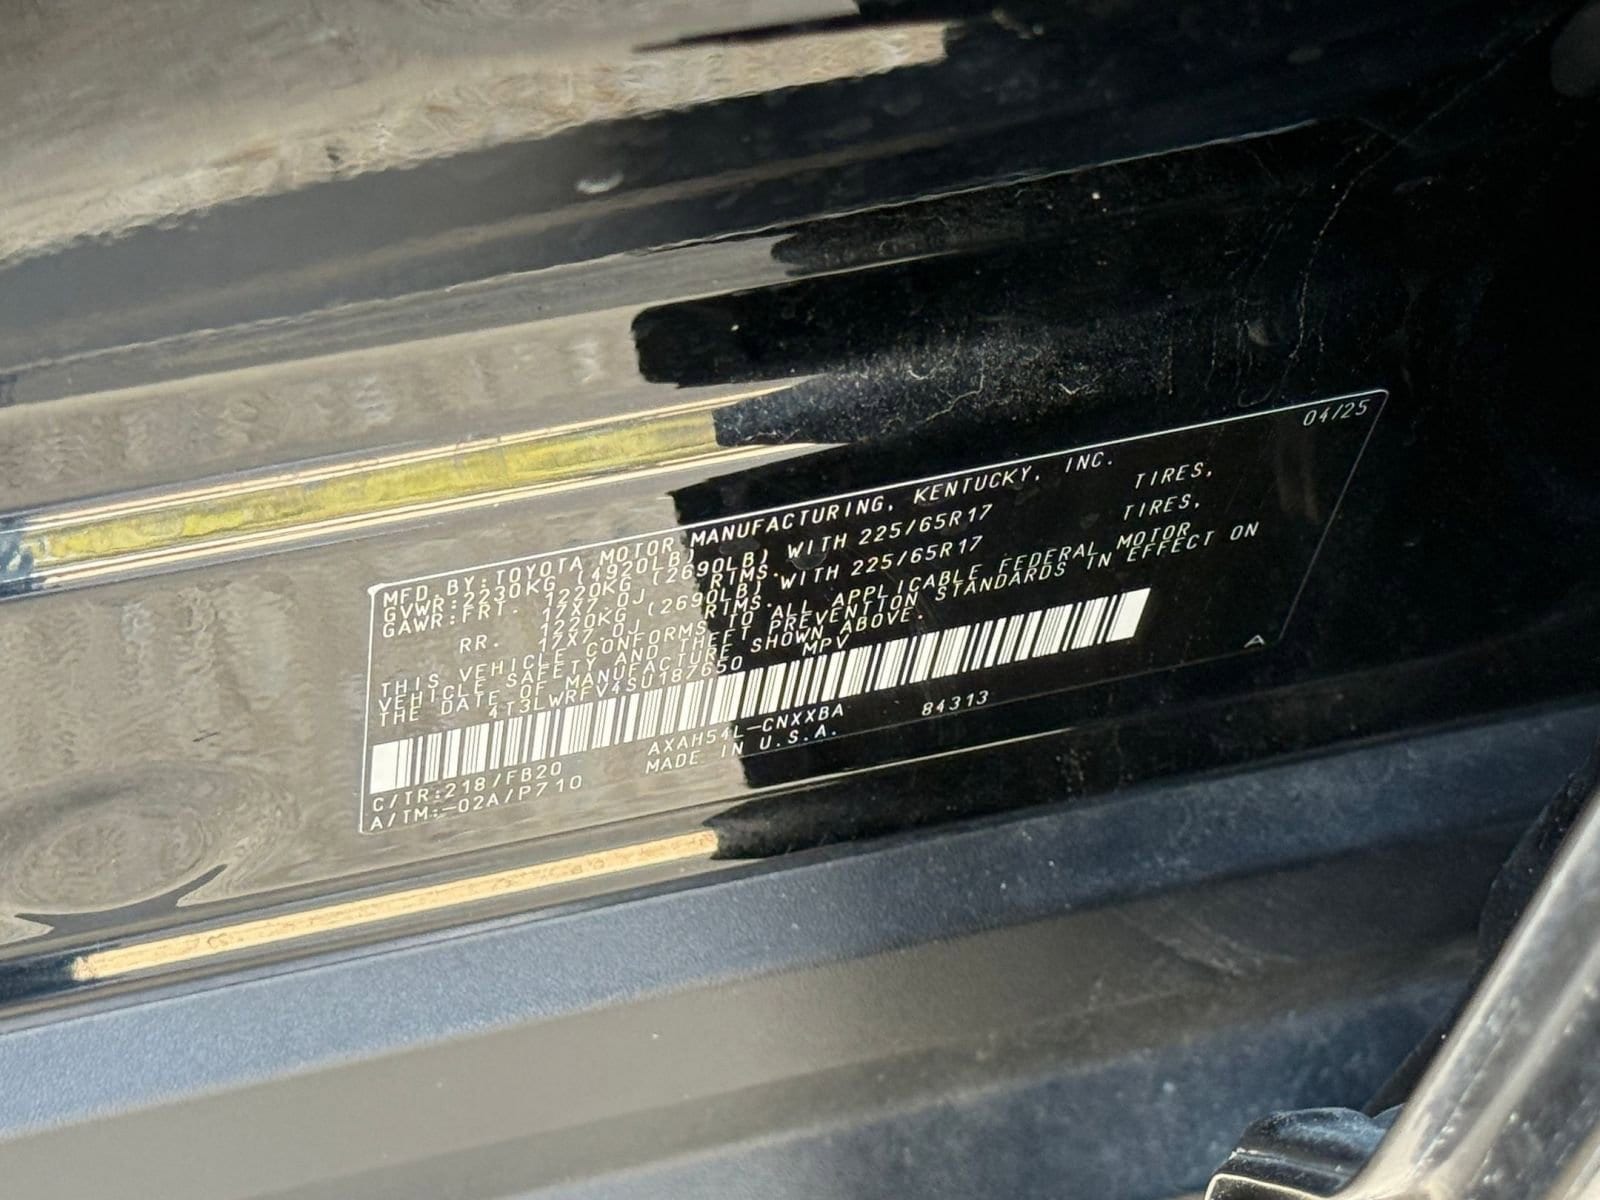 04/25
MFD. BY: TOYOTA MOTOR MANUFACTURING, KENTUCKY, INC.
GVWR: 2230KG (4920LB)
GAWR: FRT. 1220KG (2690LB) WITH 225/65R17 TIRES,
17X7.0J RIMS.
RR. 1220KG (2690LB) WITH 225/65R17 TIRES,
17X7.0J RIMS.
THIS VEHICLE CONFORMS TO ALL APPLICABLE FEDERAL MOTOR
VEHICLE SAFETY AND THEFT PREVENTION STANDARDS IN EFFECT ON
THE DATE OF MANUFACTURE SHOWN ABOVE.
4T3LWRFV4SU187650 MPV A
C/TR:218/FB20 AXAH54L-CNXXBA 84313
A/TM:-02A/P710 MADE IN U.S.A.